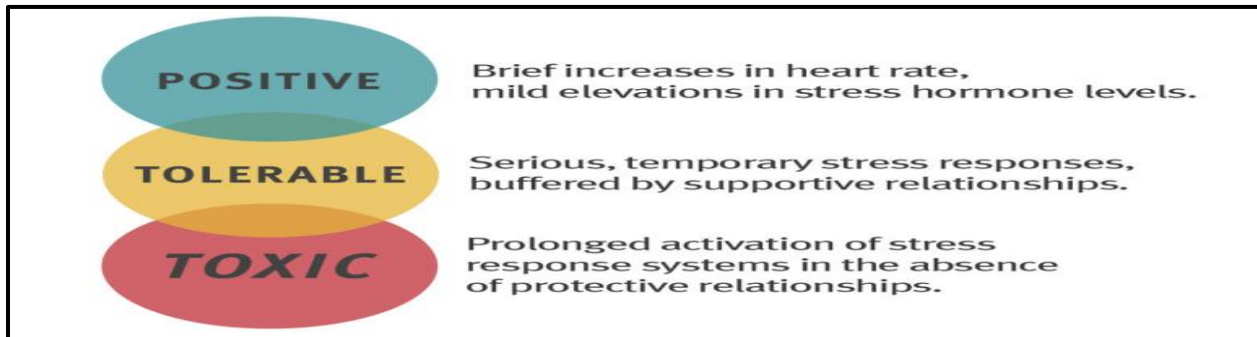 POSITIVE
Brief increases in heart rate,
mild elevations in stress hormone levels.
TOLERABLE
Serious, temporary stress responses,
buffered by supportive relationships.
TOXIC
Prolonged activation of stress
response systems in the absence
of protective relationships.